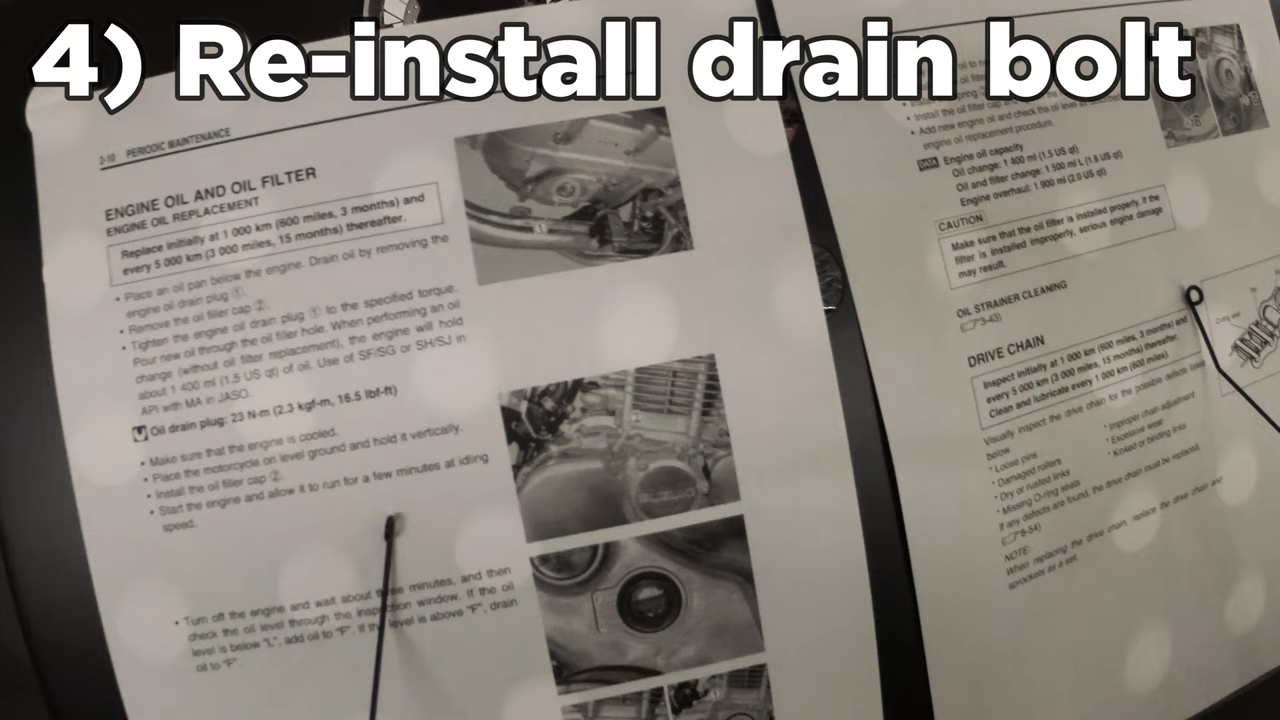 4) Re-install drain bolt
2-10 PERIODIC MAINTENANCE
ENGINE OIL AND OIL FILTER
ENGINE OIL REPLACEMENT
Replace initially at 1 000 km (600 miles, 3 months) and
every 5 000 km (3 000 miles, 15 months) thereafter.
• Place an oil pan below the engine. Drain oil by removing the
engine oil drain plug ①.
• Remove the oil filler cap ②.
• Tighten the engine oil drain plug ① to the specified torque.
Pour new oil through the oil filler hole. When performing an oil
change (without oil filter replacement), the engine will hold
about 1 400 ml (1.5 US qt) of oil. Use of SF/SG or SH/SJ in
API with MA in JASO.
Oil drain plug: 23 N-m (2.3 kgf-m, 16.5 lbf-ft)
• Make sure that the engine is cooled.
• Place the motorcycle on level ground and hold it vertically.
• Install the oil filler cap ②.
• Start the engine and allow it to run for a few minutes at idling
speed.
• Turn off the engine and wait about three minutes, and then
check the oil level through the inspection window. If the oil
level is below "L", add oil to "F". If the level is above "F", drain
oil to "F"
SUZUKI
• Install the oil filter cap
• Add new engine oil and check the oil level
engine oil replacement procedure.
DATA Engine oil capacity
Oil change: 1 400 ml (1.5 US qt)
Oil and filter change: 1 500 ml L (1.6 US qt)
Engine overhaul: 1 900 ml (2.0 US qt)
CAUTION
Make sure that the oil filter is installed properly. If the
filter is installed improperly, serious engine damage
may result.
OIL STRAINER CLEANING
(3-43)
DRIVE CHAIN
Inspect initially at 1 000 km (600 miles, 3 months) and
every 5 000 km (3 000 miles, 15 months) thereafter.
Clean and lubricate every 1 000 km (600 miles).
Visually inspect the drive chain for the possible defects listed
below.
* Loose pins
* Damaged rollers
* Dry or rusted links
* Missing O-ring seals
* Improper chain adjustment
* Excessive wear
* Kinked or binding links
If any defects are found, the drive chain must be replaced.
NOTE:
When replacing the drive chain, replace the drive chain and
sprockets as a set.